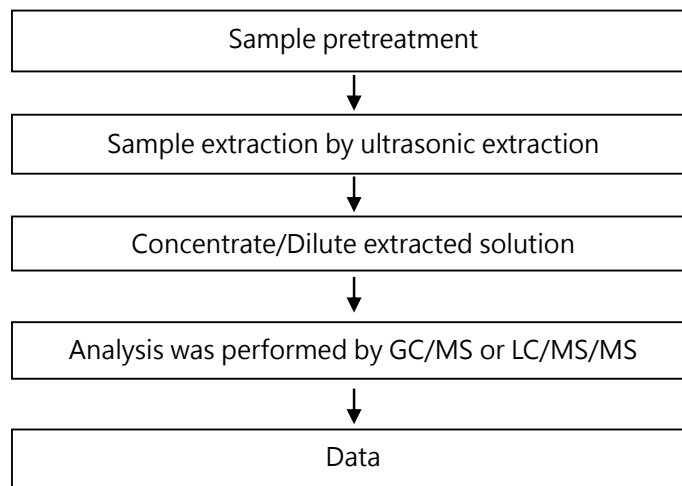 Sample pretreatment
Sample extraction by ultrasonic extraction
Concentrate/Dilute extracted solution
Analysis was performed by GC/MS or LC/MS/MS
Data